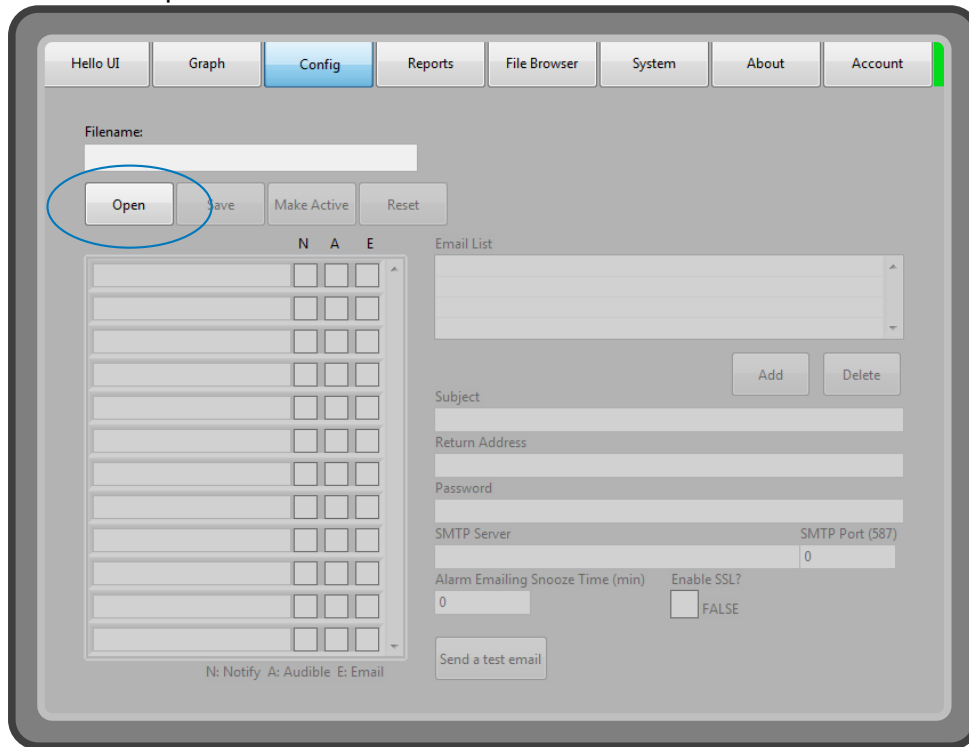 Hello UI Graph Config Reports File Browser System About Account
Filename:
Open Save Make Active Reset
N A E Email List
Add Delete
Subject
Return Address
Password
SMTP Server SMTP Port (587)
0
Alarm Emailing Snooze Time (min) Enable SSL?
0 FALSE
Send a test email
N: Notify A: Audible E: Email